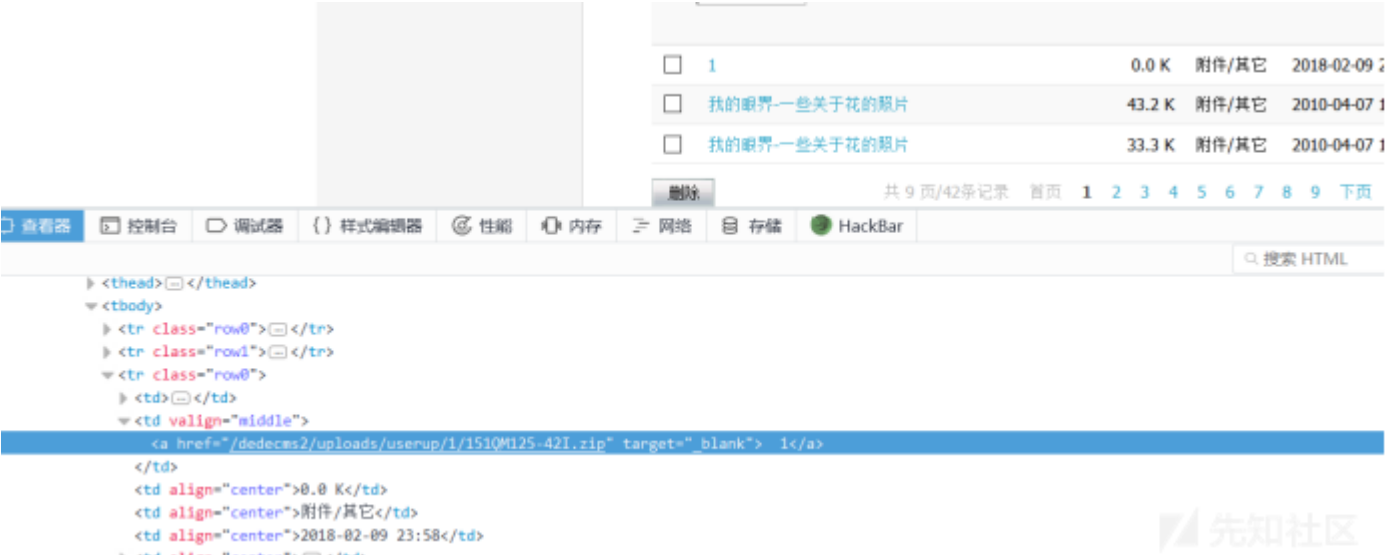 1 0.0 K 附件/其它 2018-02-09 2
我的眼界-一些关于花的照片 43.2 K 附件/其它 2010-04-07 1
我的眼界-一些关于花的照片 33.3 K 附件/其它 2010-04-07 1
删除 共 9 页/42条记录 首页 1 2 3 4 5 6 7 8 9 下页
查看器 控制台 调试器 {} 样式编辑器 性能 内存 网络 存储 HackBar
搜索 HTML
<thead>…</thead>
<tbody>
<tr class="row0">…</tr>
<tr class="row1">…</tr>
<tr class="row0">
<td>…</td>
<td valign="middle">
<a href="/dedecms2/uploads/userup/1/151QM125-42I.zip" target="_blank"> 1</a>
</td>
<td align="center">0.0 K</td>
<td align="center">附件/其它</td>
<td align="center">2018-02-09 23:58</td>
先知社区